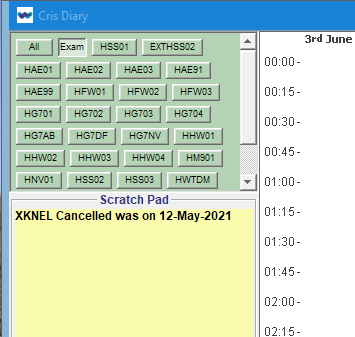 Cris Diary
All Exam HSS01 EXTHSS02
HAE01 HAE02 HAE03 HAE91
HAE99 HFW01 HFW02 HFW03
HG701 HG702 HG703 HG704
HG7AB HG7DF HG7NV HHW01
HHW02 HHW03 HHW04 HM901
HNV01 HSS02 HSS03 HWTDM
Scratch Pad
XKNEL Cancelled was on 12-May-2021
3rd June
00:00-
00:15-
00:30-
00:45-
01:00-
01:15-
01:30-
01:45-
02:00-
02:15-